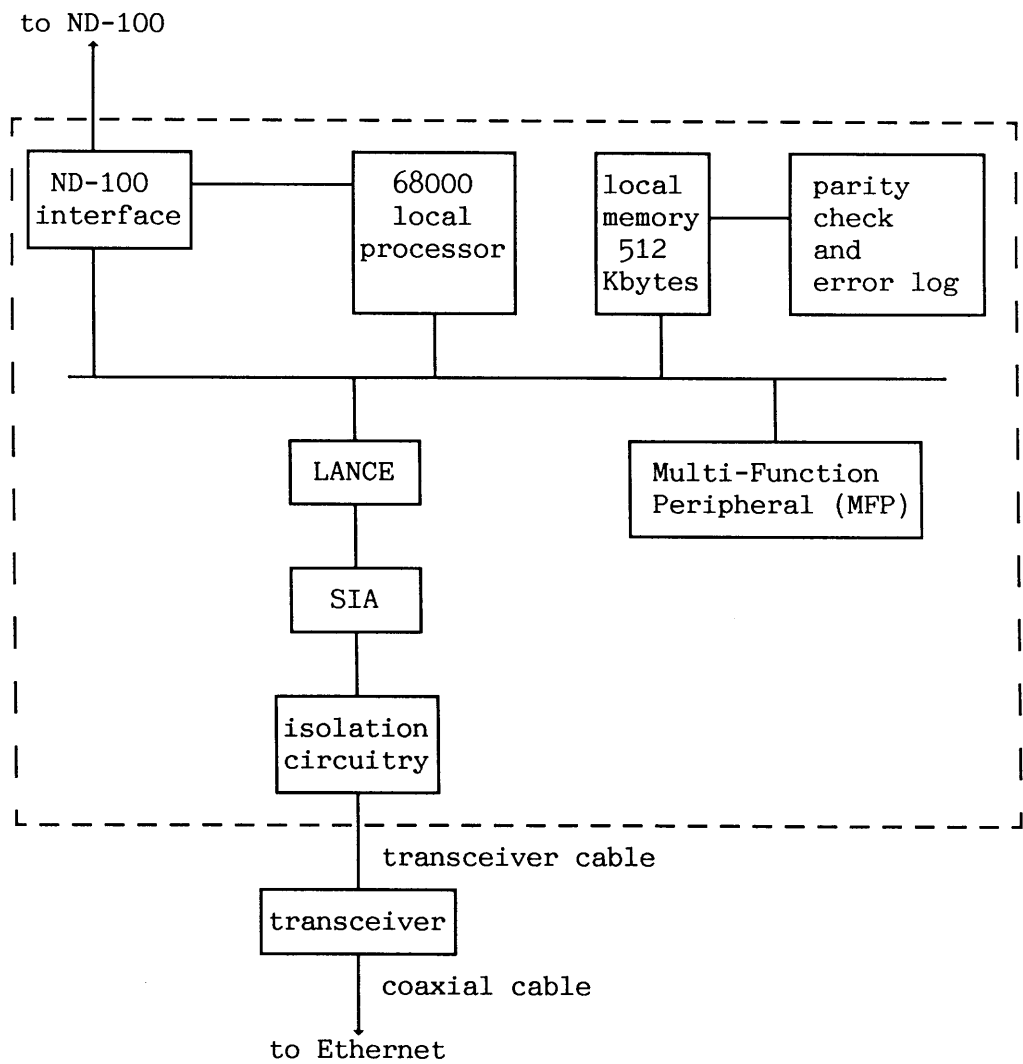 to ND-100
ND-100
interface
68000
local
processor
local
memory
512
Kbytes
parity
check
and
error log
LANCE
Multi-Function
Peripheral (MFP)
SIA
isolation
circuitry
transceiver cable
transceiver
coaxial cable
to Ethernet